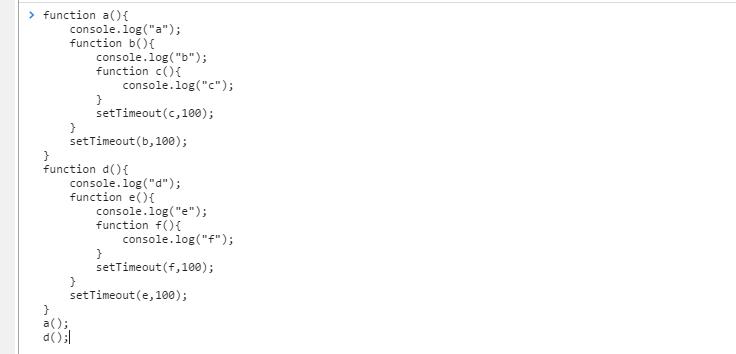 > function a(){
    console.log("a");
    function b(){
        console.log("b");
        function c(){
            console.log("c");
        }
        setTimeout(c,100);
    }
    setTimeout(b,100);
}
function d(){
    console.log("d");
    function e(){
        console.log("e");
        function f(){
            console.log("f");
        }
        setTimeout(f,100);
    }
    setTimeout(e,100);
}
a();
d();